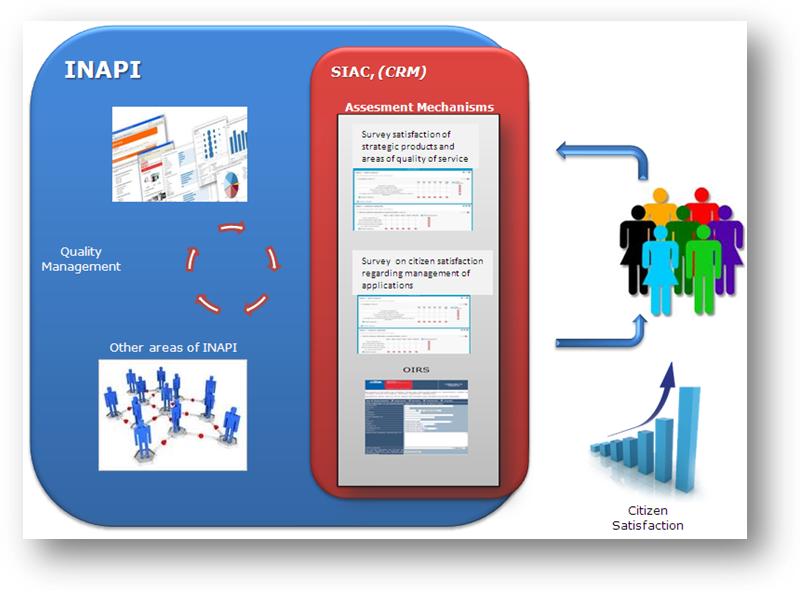 INAPI
SIAC, (CRM)
Assesment Mechanisms
Survey satisfaction of
strategic products and
areas of quality of service
Quality
Management
Survey on citizen satisfaction
regarding management of
applications
Other areas of INAPI
OIRS
Citizen
Satisfaction